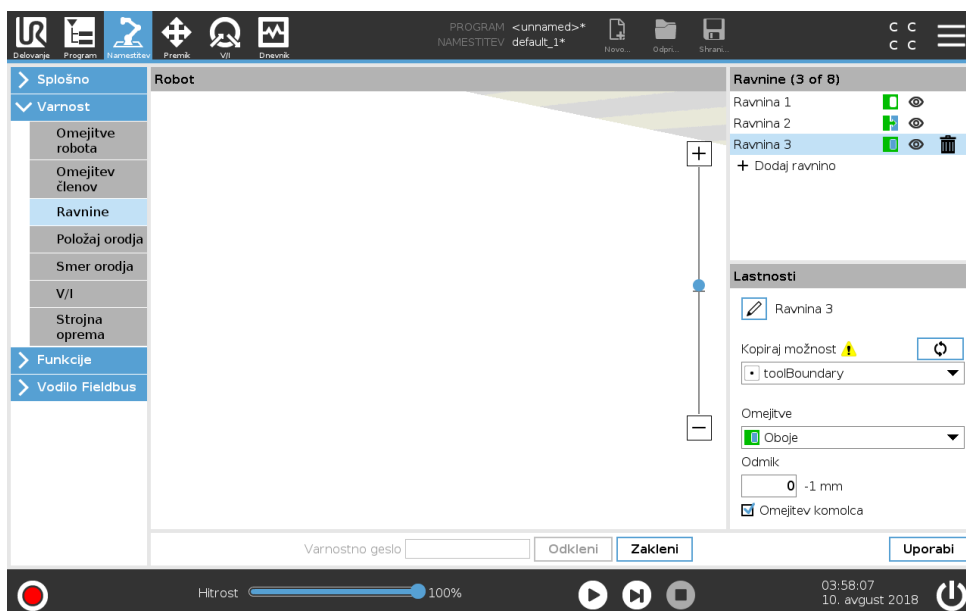 PROGRAM <unnamed>*
NAMESTITEV default_1*
UR
Delovanje
Program
Namestitev
Premik
V/I
Dnevnik
Novo...
Odpri...
Shrani...
C C
C C
Splošno
Varnost
Omejitve robota
Omejitev členov
Ravnine
Položaj orodja
Smer orodja
V/I
Strojna oprema
Funkcije
Vodilo Fieldbus
Robot
Ravnine (3 of 8)
Ravnina 1
Ravnina 2
Ravnina 3
+ Dodaj ravnino
Lastnosti
Ravnina 3
Kopiraj možnost
toolBoundary
Omejitve
Oboje
Odmik
0 -1 mm
Omejitev komolca
Varnostno geslo
Odkleni
Zakleni
Uporabi
Hitrost 100%
03:58:07
10. avgust 2018